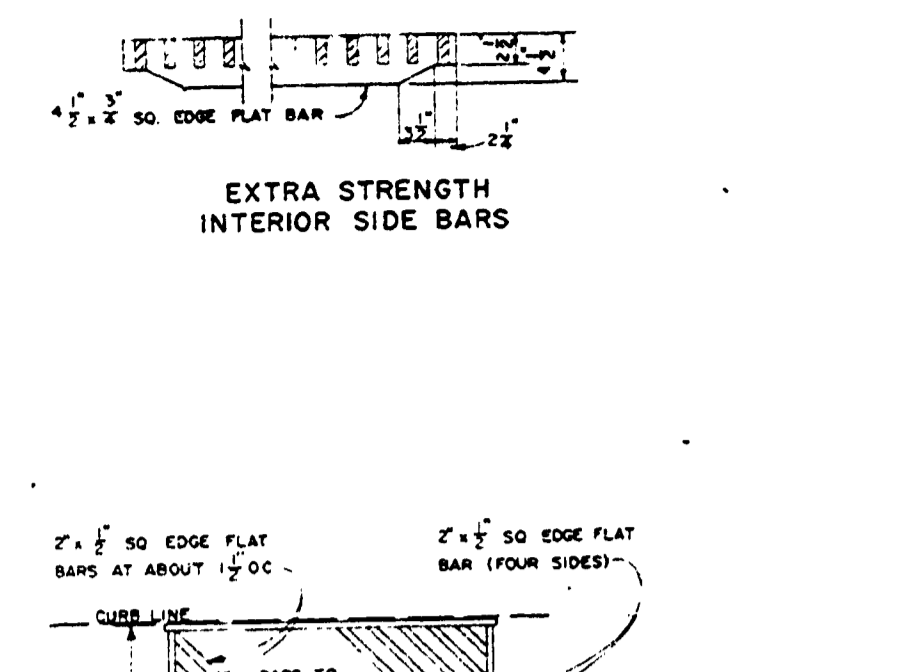 4 1/2" x 3/4" SQ. EDGE FLAT BAR
3 1/2"
2 1/4"
EXTRA STRENGTH
INTERIOR SIDE BARS
2" x 1/2" SQ EDGE FLAT
BARS AT ABOUT 1 1/2" OC
2" x 1/2" SQ EDGE FLAT
BAR (FOUR SIDES)
CURB LINE
BARS TO